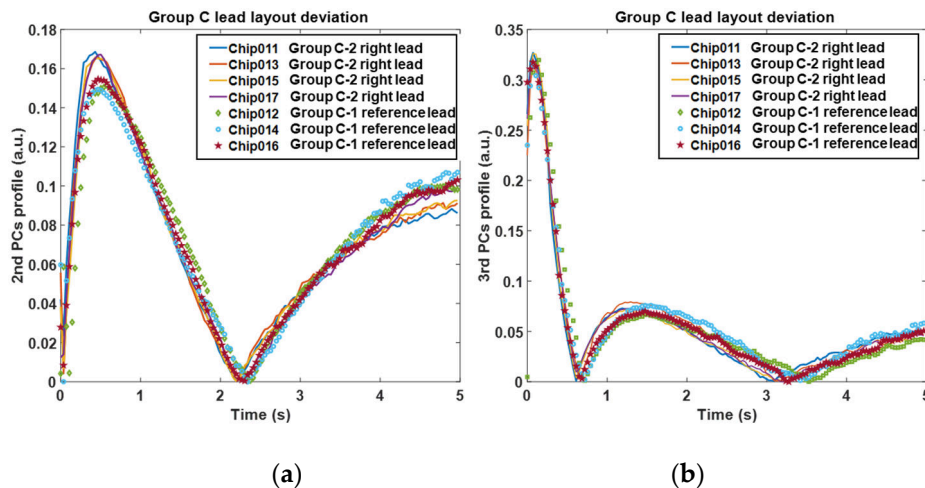 Group C lead layout deviation
2nd PCs profile (a.u.)
0.18
0.16
0.14
0.12
0.1
0.08
0.06
0.04
0.02
0
Chip011 Group C-2 right lead
Chip013 Group C-2 right lead
Chip015 Group C-2 right lead
Chip017 Group C-2 right lead
Chip012 Group C-1 reference lead
Chip014 Group C-1 reference lead
Chip016 Group C-1 reference lead
0 1 2 3 4 5
Time (s)
(a)
Group C lead layout deviation
3rd PCs profile (a.u.)
0.35
0.3
0.25
0.2
0.15
0.1
0.05
0
Chip011 Group C-2 right lead
Chip013 Group C-2 right lead
Chip015 Group C-2 right lead
Chip017 Group C-2 right lead
Chip012 Group C-1 reference lead
Chip014 Group C-1 reference lead
Chip016 Group C-1 reference lead
0 1 2 3 4 5
Time (s)
(b)